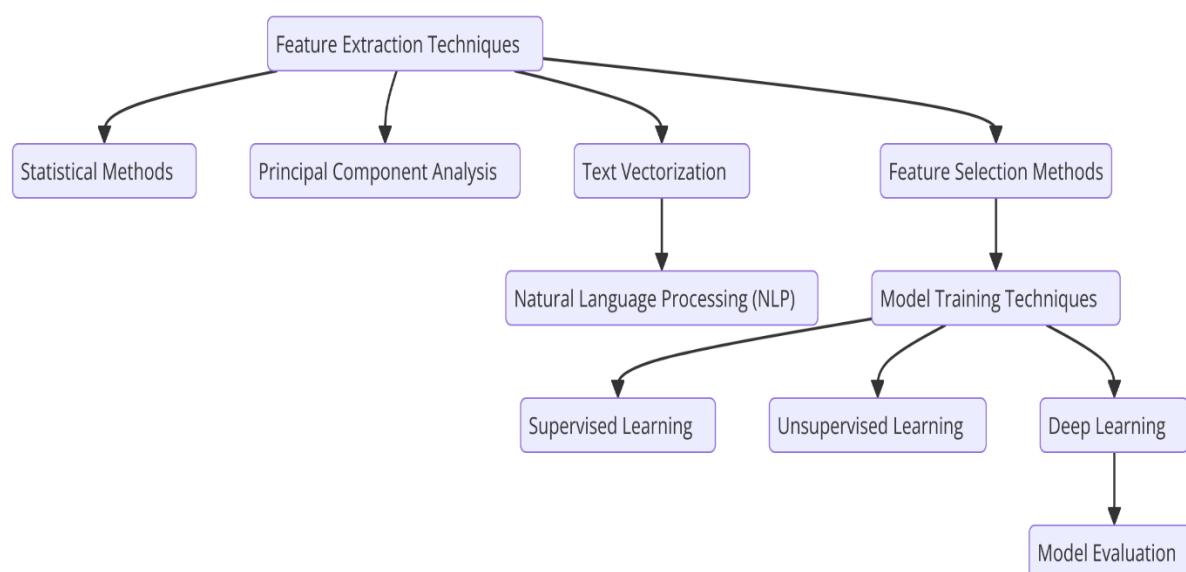 Feature Extraction Techniques
Statistical Methods
Principal Component Analysis
Text Vectorization
Feature Selection Methods
Natural Language Processing (NLP)
Model Training Techniques
Supervised Learning
Unsupervised Learning
Deep Learning
Model Evaluation